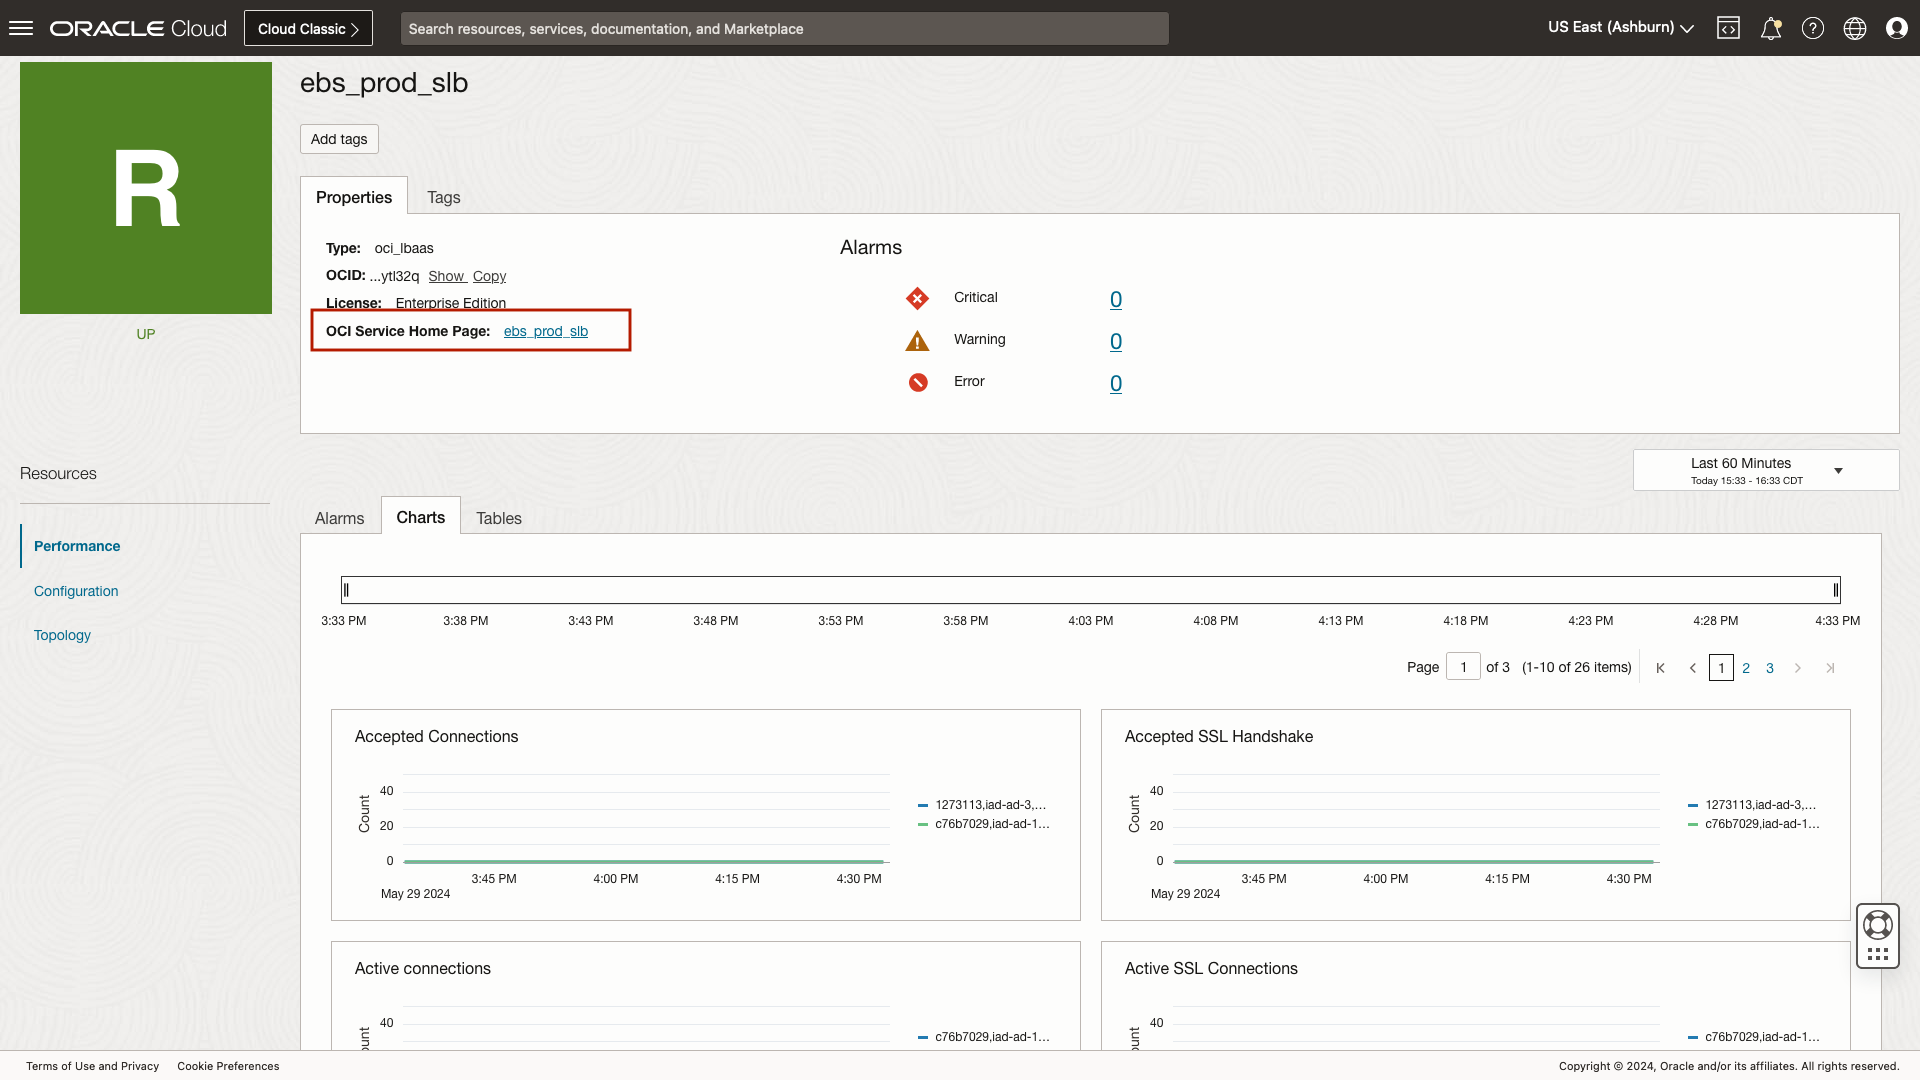 ORACLE Cloud
Cloud Classic
Search resources, services, documentation, and Marketplace
US East (Ashburn)
R
UP
ebs_prod_slb
Add tags
Properties
Tags
Type: oci_lbaas
OCID: ...ytl32q Show Copy
License: Enterprise Edition
OCI Service Home Page: ebs_prod_slb
Alarms
Critical 0
Warning 0
Error 0
Resources
Performance
Configuration
Topology
Last 60 Minutes
Today 15:33 - 16:33 CDT
Alarms
Charts
Tables
3:33 PM 3:38 PM 3:43 PM 3:48 PM 3:53 PM 3:58 PM 4:03 PM 4:08 PM 4:13 PM 4:18 PM 4:23 PM 4:28 PM 4:33 PM
Page 1 of 3 (1-10 of 26 items) 1 2 3
Accepted Connections
Count
40
20
0
3:45 PM 4:00 PM 4:15 PM 4:30 PM
May 29 2024
1273113,iad-ad-3,...
c76b7029,iad-ad-1...
Accepted SSL Handshake
Count
40
20
0
3:45 PM 4:00 PM 4:15 PM 4:30 PM
May 29 2024
1273113,iad-ad-3,...
c76b7029,iad-ad-1...
Active connections
40
c76b7029,iad-ad-1...
Active SSL Connections
40
c76b7029,iad-ad-1...
Terms of Use and Privacy
Cookie Preferences
Copyright © 2024, Oracle and/or its affiliates. All rights reserved.